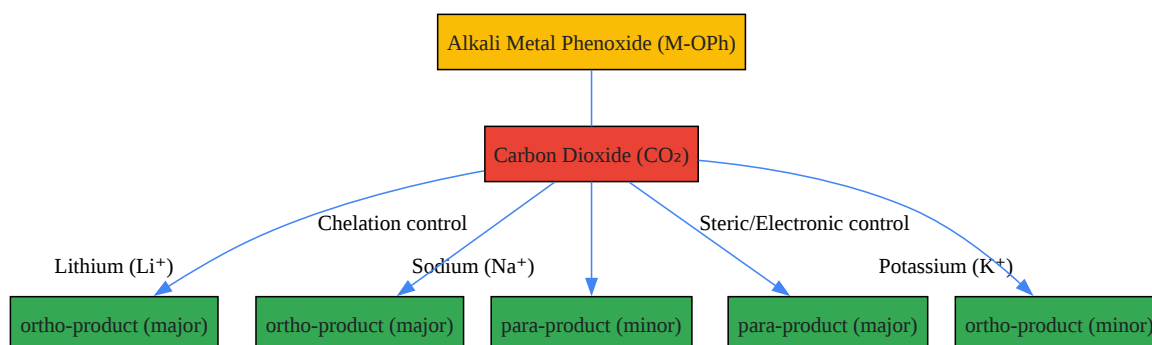 Alkali Metal Phenoxide (M-OPh)
Carbon Dioxide (CO₂)
Chelation control
Steric/Electronic control
Lithium (Li⁺)
Sodium (Na⁺)
Potassium (K⁺)
ortho-product (major)
ortho-product (major)
para-product (minor)
para-product (major)
ortho-product (minor)